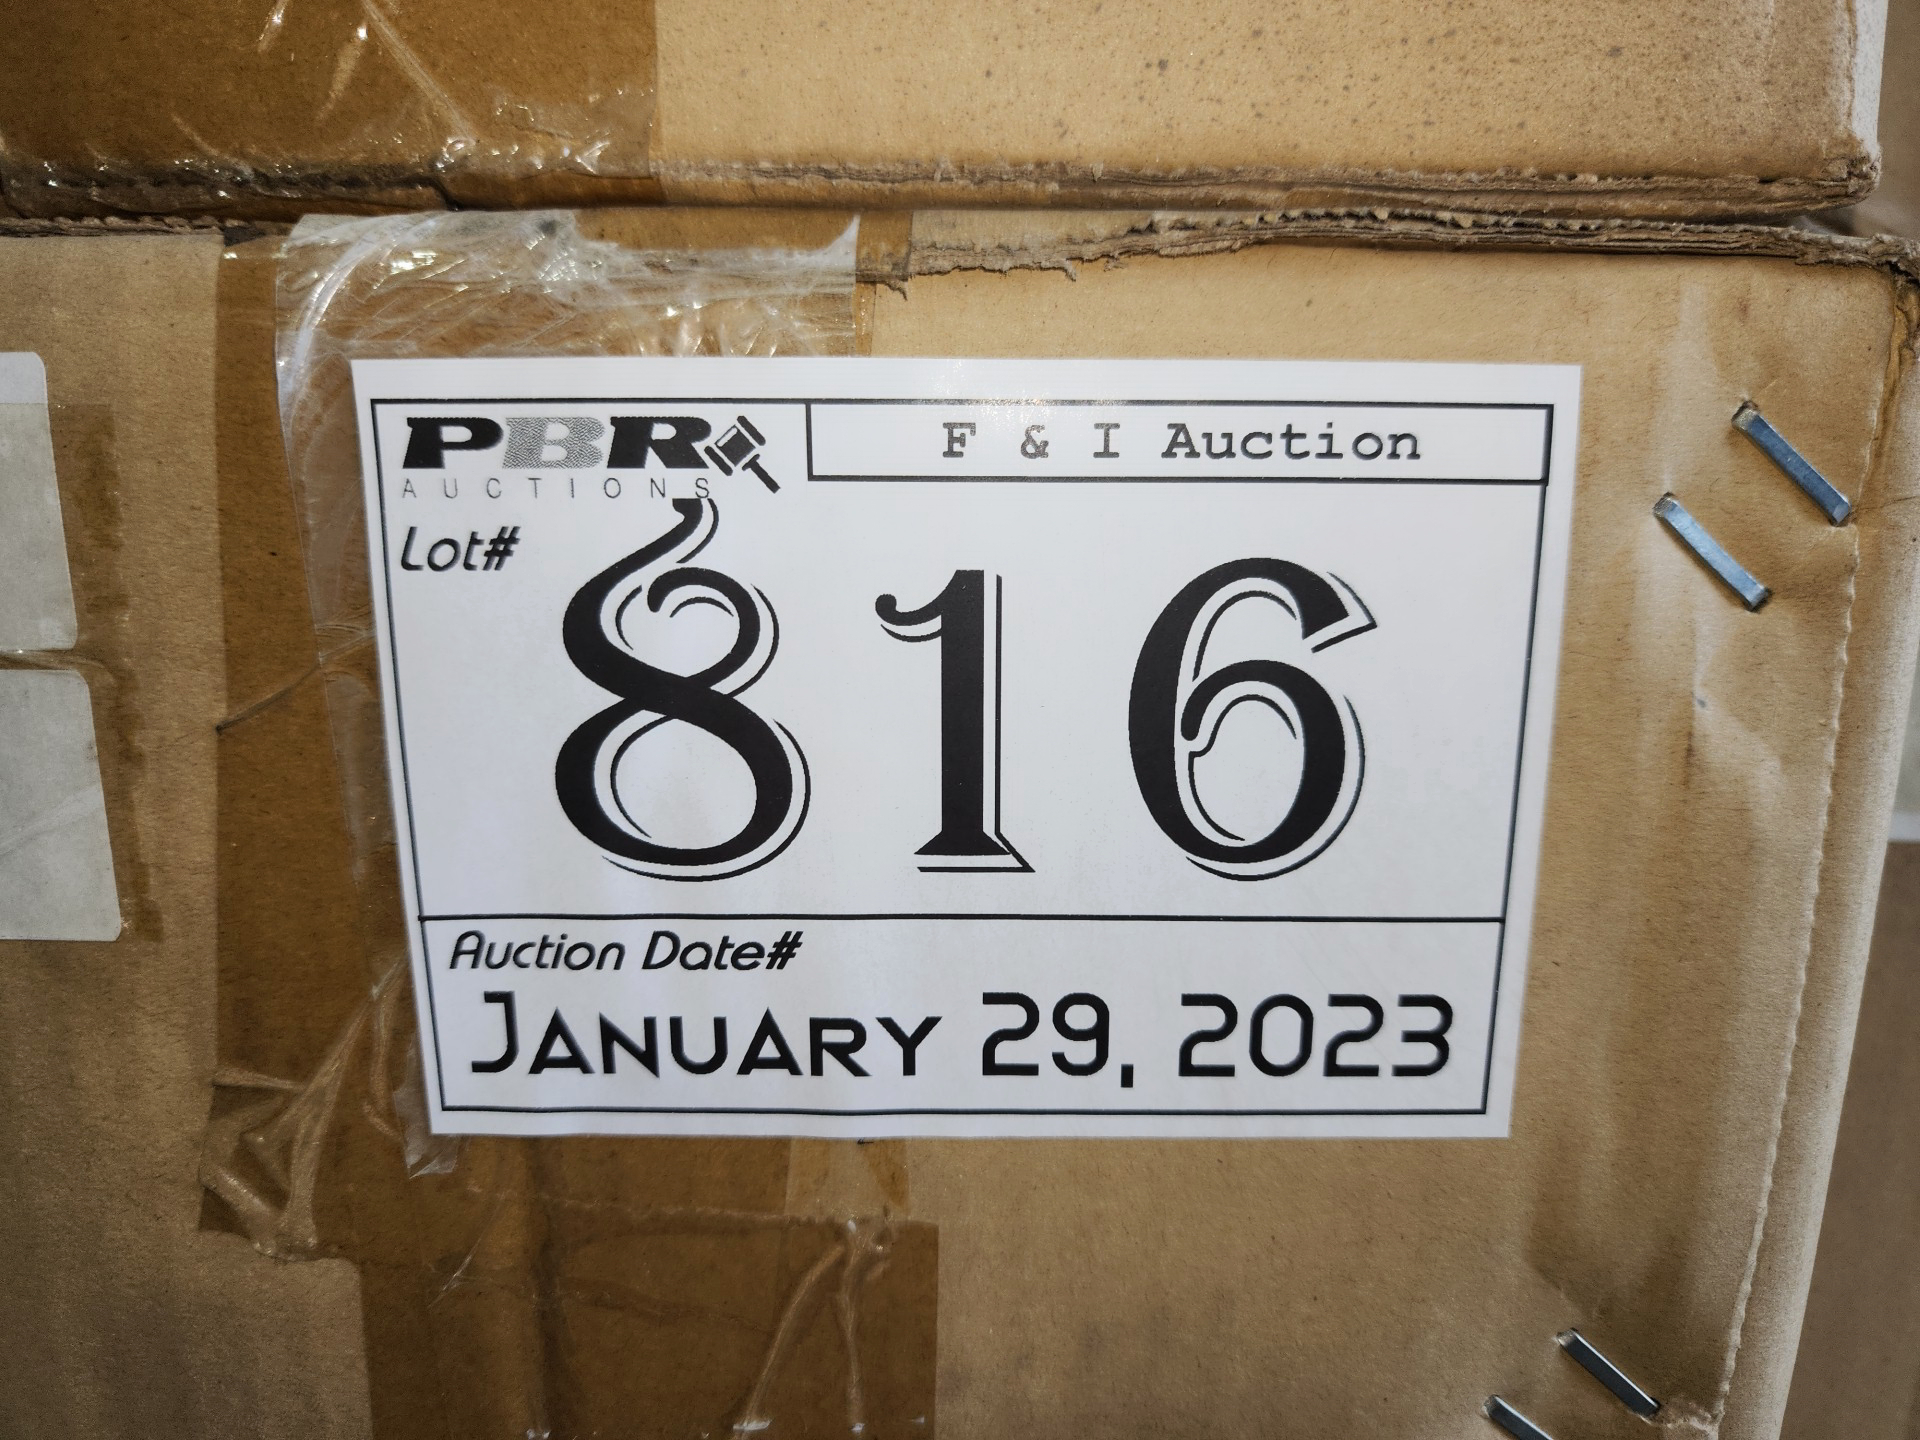 PBR
AUCTIONS
F & I Auction
Lot#
816
Auction Date#
January 29, 2023